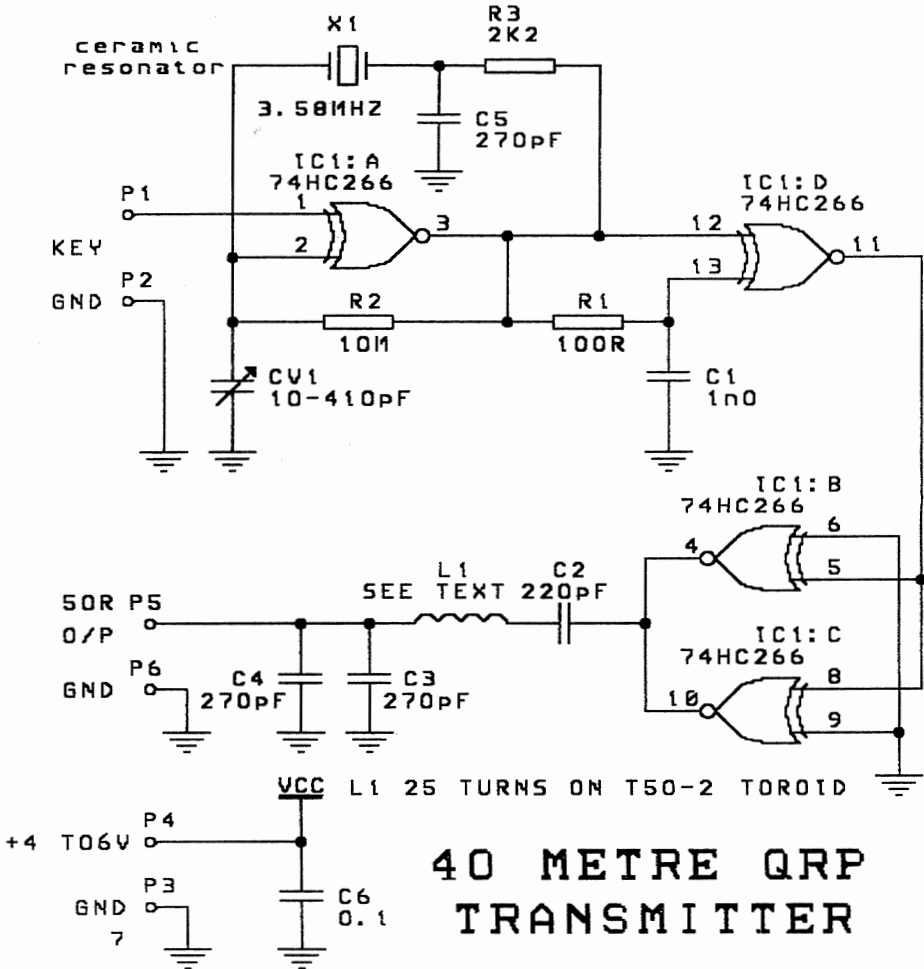 X1
R3
2K2
ceramic
resonator
3.58MHZ
C5
270pF
IC1:A
74HC266
IC1:D
74HC266
P1
1
3
12
11
KEY
2
13
P2
GND
R2
10M
R1
100R
CV1
10-410pF
C1
1n0
IC1:B
74HC266
6
4
5
L1
SEE TEXT
C2
220pF
50R P5
O/P
IC1:C
74HC266
P6
GND
C4
270pF
C3
270pF
8
10
9
VCC
L1 25 TURNS ON T50-2 TOROID
+4 TO6V P4
P3
GND
7
C6
0.1
40 METRE QRP
TRANSMITTER